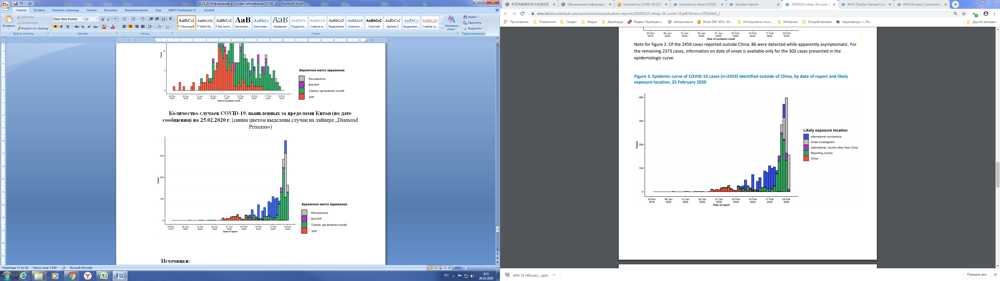 26.02.20 Информация о случаях заболевания COVID-19 - Microsoft Word
Главная Вставка Разметка страницы Ссылки Рассылки Рецензирование Вид ABBYY FineReader 11 Acrobat
Вставить
Вырезать
Копировать
Формат по образцу
Буфер обмена
Times New Roman 12
Ж К Ч abc x₂ x² Aa
Шрифт
Абзац
AaBbCcI AaBbCcDc AaBbCcI AaB AaBbCc AaB AaBbCc. AaBbCcD AaBbCcD AaBbCcD AaBbCcD AaBbCcI AaBbCcI AaBbCcD
¶ Обычный ¶ Table Pa... ¶ Без инте... Заголово... Заголово... Название Подзагол... Слабое в... Выделение Сильное ... Строгий Цитата 2 Выделенн... Слабая сс...
Стили
Изменить стили
Найти
Заменить
Выделить
Редактирование
Cases
10
5
0
30 Dec 2019 06 Jan 2020 13 Jan 2020 20 Jan 2020 27 Jan 2020 03 Feb 2020 10 Feb 2020 17 Feb 2020 24 Feb 2020
Date of symptom onset
Вероятное место заражения
Расследуется
Вне КНР
Страна, где выявлен случай
КНР
Количество случаев COVID-19, выявленных за пределами Китая (по дате
сообщения) на 25.02.2020 г. (синим цветом выделены случаи на лайнере „Diamond
Princess»)
Cases
300
200
100
0
30 Dec 2019 06 Jan 2020 13 Jan 2020 20 Jan 2020 27 Jan 2020 03 Feb 2020 10 Feb 2020 17 Feb 2020 24 Feb 2020
Date of report
Вероятное место заражения
Расследуется
Вне КНР
Страна, где выявлен случай
КНР
Источники:
Страница: 17 из 18 Число слов: 3 850 Русский (Россия) 130%
RU 9:21
26.02.2020
新冠病毒最新实时疫情地图_ Обновленная информация Coronavirus COVID-19 (201 Coronavirus diseas (COVID- Situation reports 20200225-sitrep-36-covid- WHO Director-General's op WHO/Europe | Coronavirus
who.int/docs/default-source/coronaviruse/situation-reports/20200225-sitrep-36-covid-19.pdf?sfvrsn=2791b4e0_2
2
Приложения Пневмония Сводки Форум Дашборды Яндекс.Переводчи... Авторизация Ebola DRC KIVU 20... Инструменты поис... Материал Эпидобстановка коронавирус — Ян... Другие закладки
30 Dec 2019 06 Jan 2020 13 Jan 2020 20 Jan 2020 27 Jan 2020 03 Feb 2020 10 Feb 2020 17 Feb 2020 24 Feb 2020
Date of symptom onset
Note for figure 2: Of the 2459 cases reported outside China, 86 were detected while apparently asymptomatic. For
the remaining 2373 cases, information on date of onset is available only for the 303 cases presented in the
epidemiologic curve.
Figure 3. Epidemic curve of COVID-19 cases (n=2459) identified outside of China, by date of report and likely
exposure location, 25 February 2020
Cases
400
300
200
100
0
30 Dec 2019 06 Jan 2020 13 Jan 2020 20 Jan 2020 27 Jan 2020 03 Feb 2020 10 Feb 2020 17 Feb 2020 24 Feb 2020
Date of report
Likely exposure location
International conveyance
Under investigation
International, country other than China
Reporting country
China
AEM 25 February....pptx
Показать все